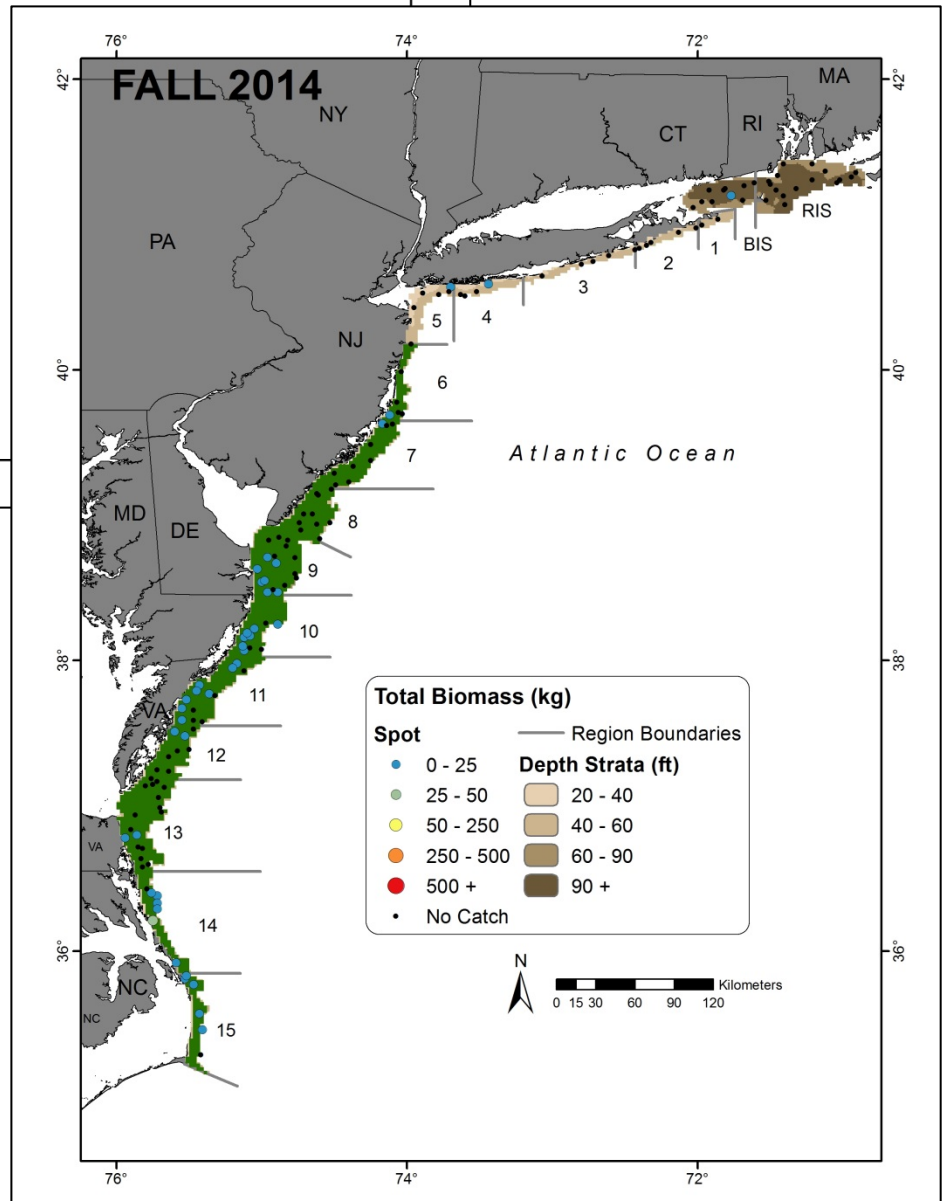 76°
74°
72°
FALL 2014
42°
42°
MA
NY
CT
RI
RIS
BIS
1
2
3
4
5
PA
NJ
40°
40°
6
7
Atlantic Ocean
MD
DE
8
9
10
38°
38°
11
VA
12
13
VA
14
36°
36°
NC
NC
15
Total Biomass (kg)
Spot
0 - 25
25 - 50
50 - 250
250 - 500
500 +
No Catch
Region Boundaries
Depth Strata (ft)
20 - 40
40 - 60
60 - 90
90 +
N
Kilometers
0 15 30 60 90 120
76°
74°
72°